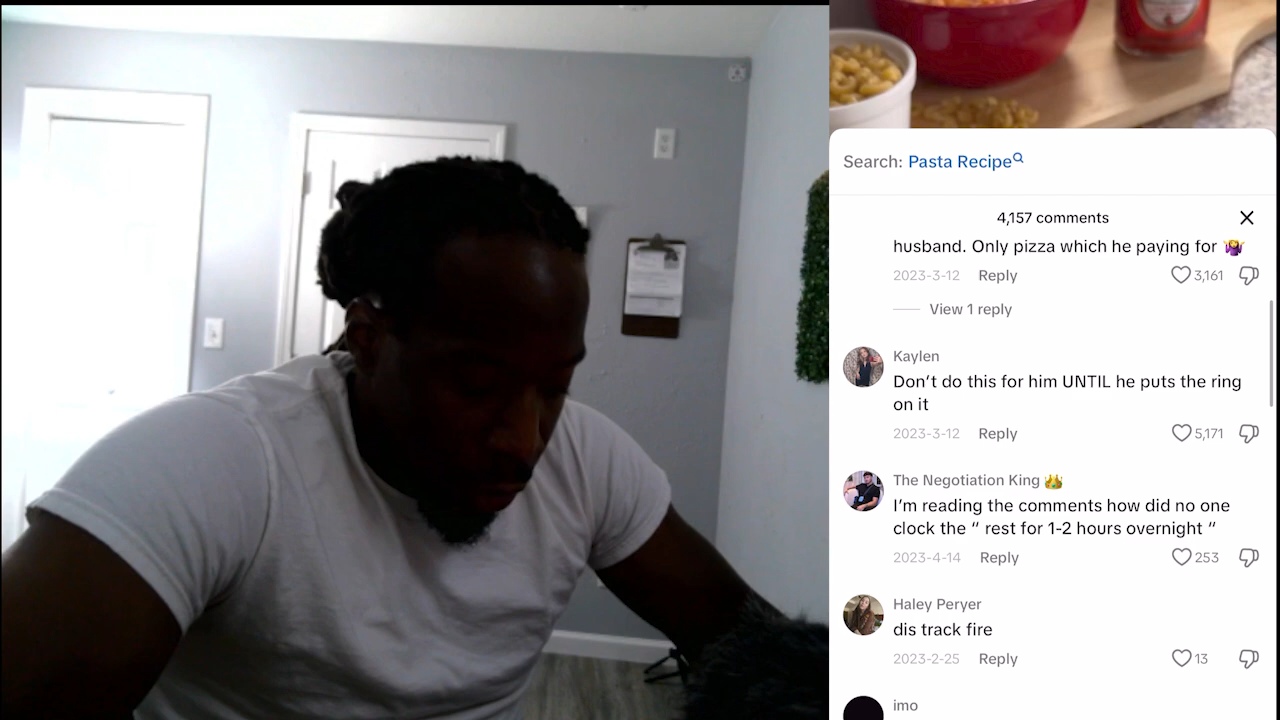 Search: Pasta Recipe
4,157 comments
husband. Only pizza which he paying for 🤷‍♀️
2023-3-12 Reply 3,161
View 1 reply
Kaylen
Don't do this for him UNTIL he puts the ring
on it
2023-3-12 Reply 5,171
The Negotiation King 👑
I'm reading the comments how did no one
clock the “ rest for 1-2 hours overnight “
2023-4-14 Reply 253
Haley Peryer
dis track fire
2023-2-25 Reply 13
imo